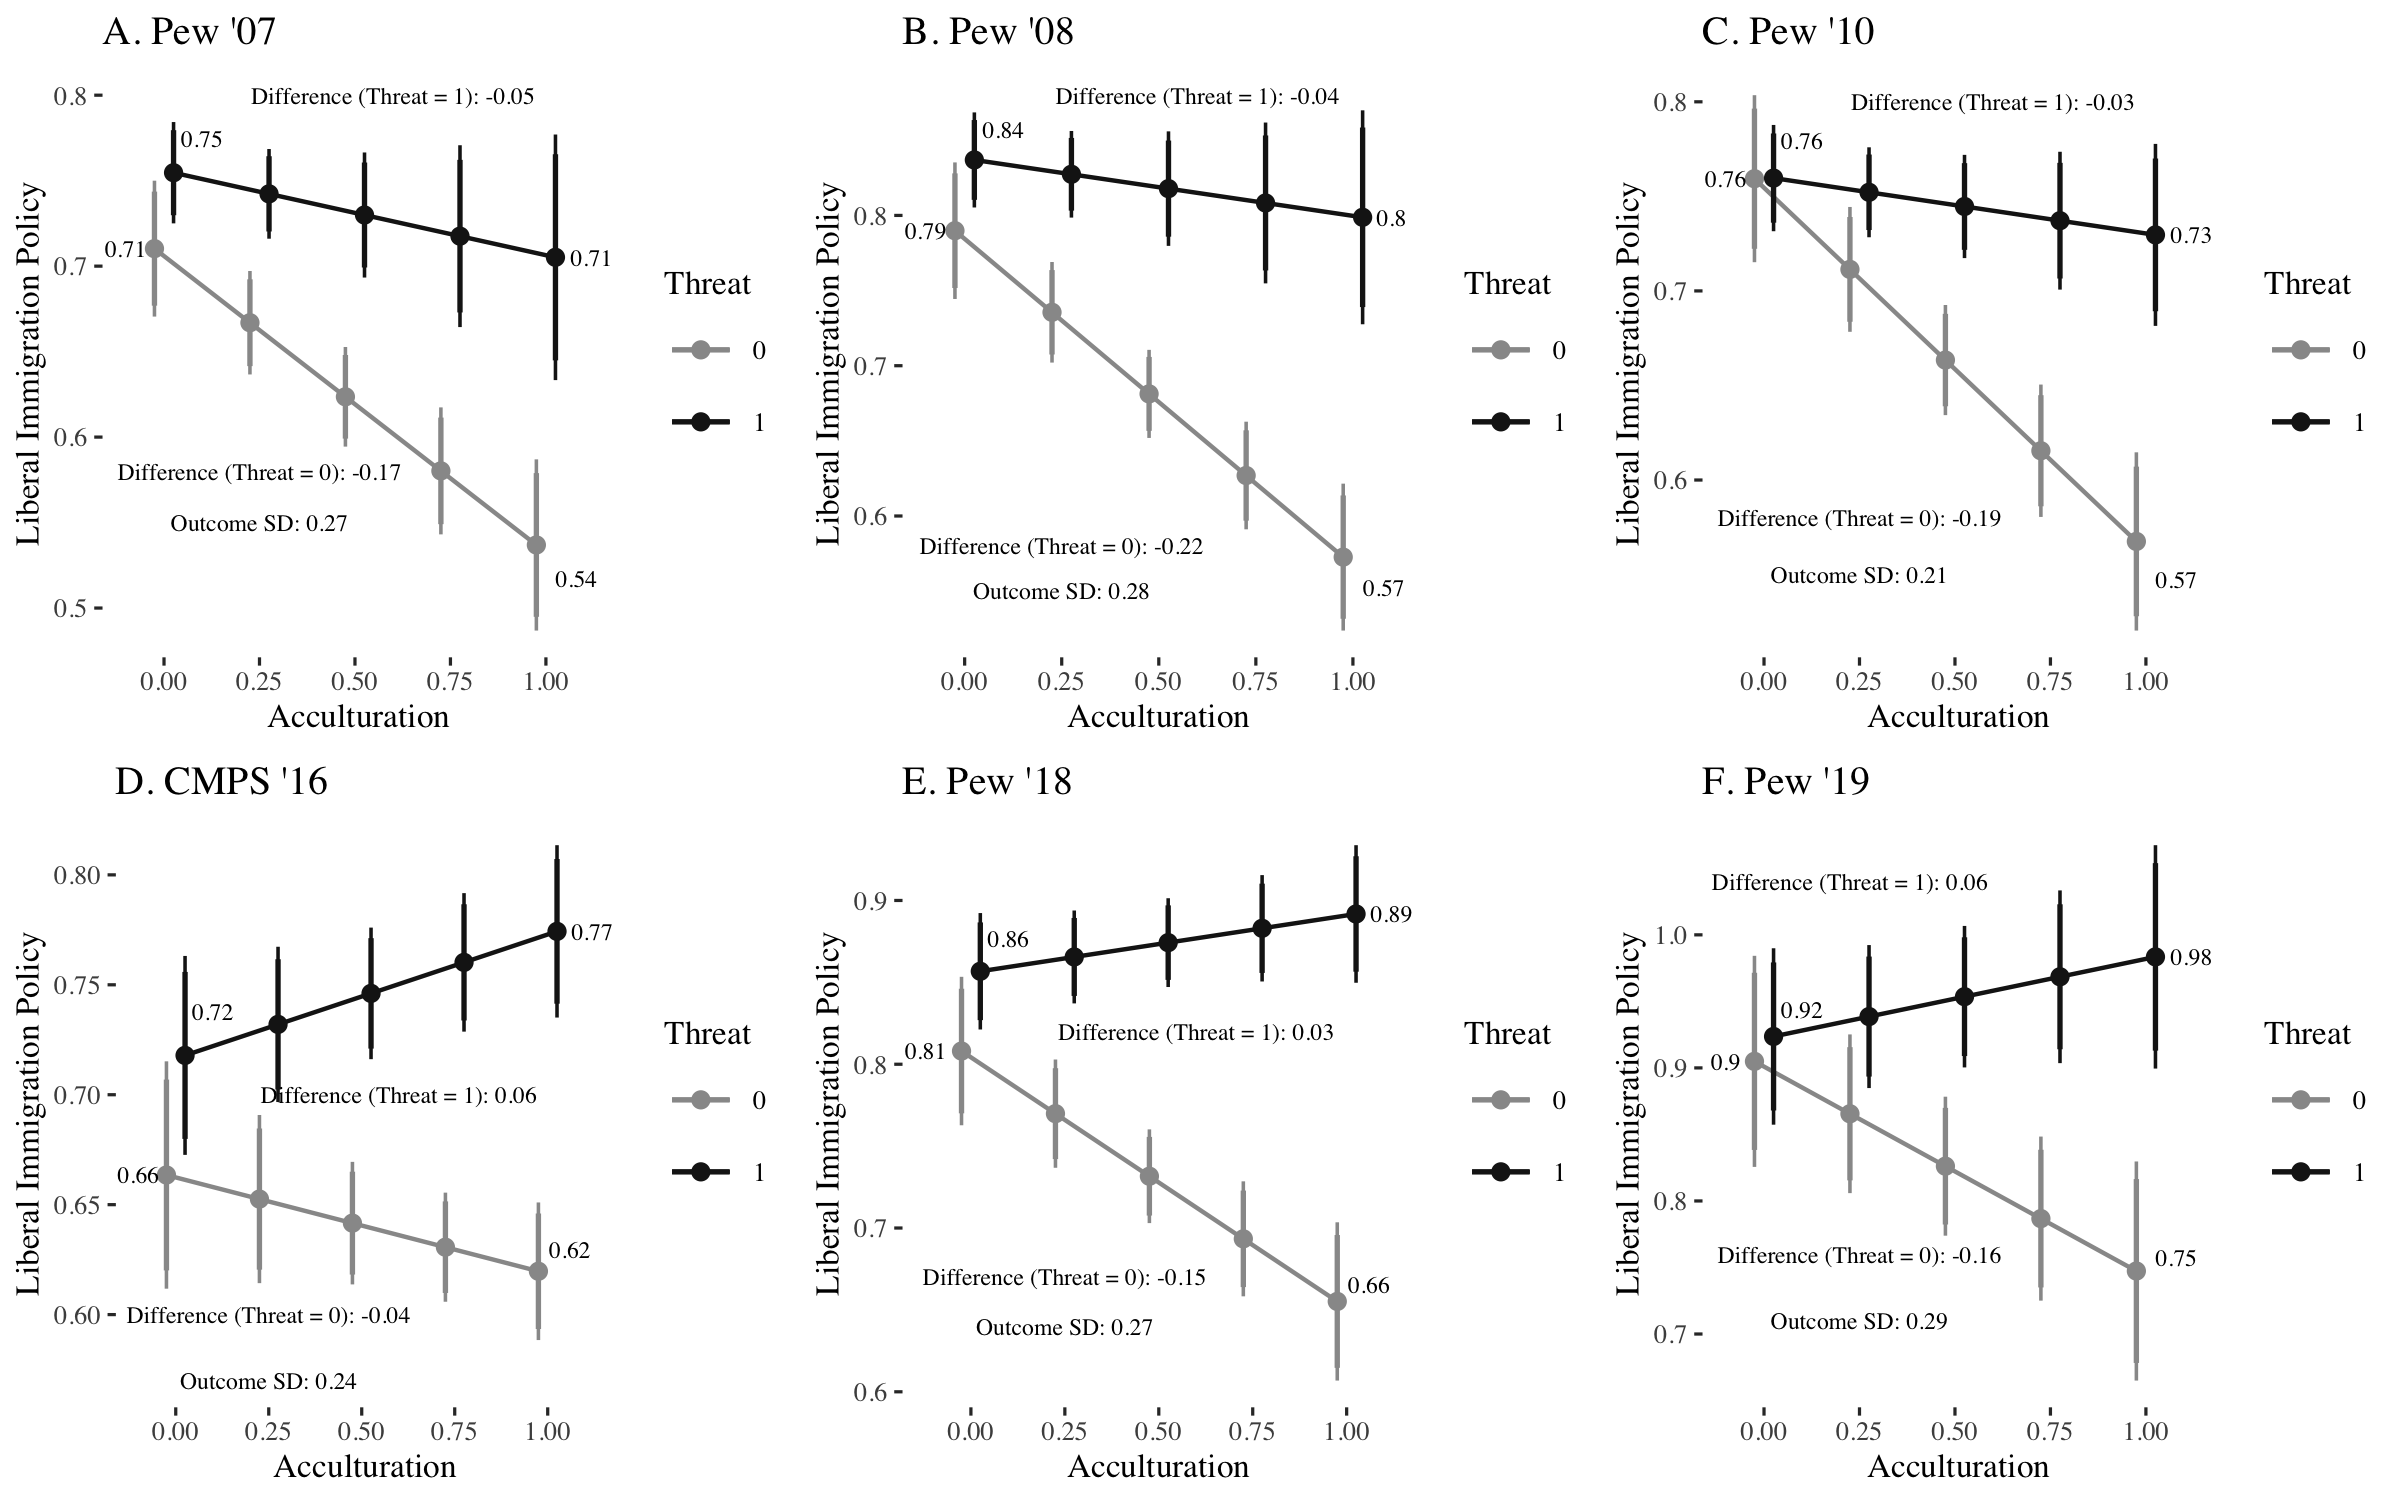 A. Pew '07
Liberal Immigration Policy
0.8
0.7
0.6
0.5
Difference (Threat = 1): -0.05
0.75
0.71
0.71
Difference (Threat = 0): -0.17
Outcome SD: 0.27
0.54
0.00 0.25 0.50 0.75 1.00
Acculturation
Threat
0
1
B. Pew '08
Liberal Immigration Policy
0.8
0.7
0.6
Difference (Threat = 1): -0.04
0.84
0.79
0.8
Difference (Threat = 0): -0.22
Outcome SD: 0.28
0.57
0.00 0.25 0.50 0.75 1.00
Acculturation
Threat
0
1
C. Pew '10
Liberal Immigration Policy
0.8
0.7
0.6
Difference (Threat = 1): -0.03
0.76
0.76
0.73
Difference (Threat = 0): -0.19
Outcome SD: 0.21
0.57
0.00 0.25 0.50 0.75 1.00
Acculturation
Threat
0
1
D. CMPS '16
Liberal Immigration Policy
0.80
0.75
0.70
0.65
0.60
0.77
0.72
Difference (Threat = 1): 0.06
0.66
0.62
Difference (Threat = 0): -0.04
Outcome SD: 0.24
0.00 0.25 0.50 0.75 1.00
Acculturation
Threat
0
1
E. Pew '18
Liberal Immigration Policy
0.9
0.8
0.7
0.6
0.89
0.86
Difference (Threat = 1): 0.03
0.81
Difference (Threat = 0): -0.15
0.66
Outcome SD: 0.27
0.00 0.25 0.50 0.75 1.00
Acculturation
Threat
0
1
F. Pew '19
Liberal Immigration Policy
1.0
0.9
0.8
0.7
Difference (Threat = 1): 0.06
0.98
0.92
0.9
Difference (Threat = 0): -0.16
0.75
Outcome SD: 0.29
0.00 0.25 0.50 0.75 1.00
Acculturation
Threat
0
1